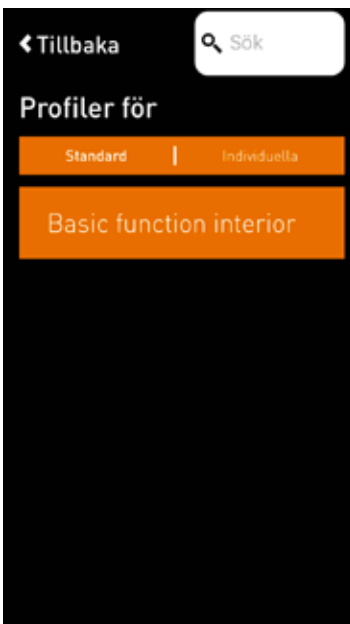 Tillbaka
Sök
Profiler för
Standard | Individuella
Basic function interior